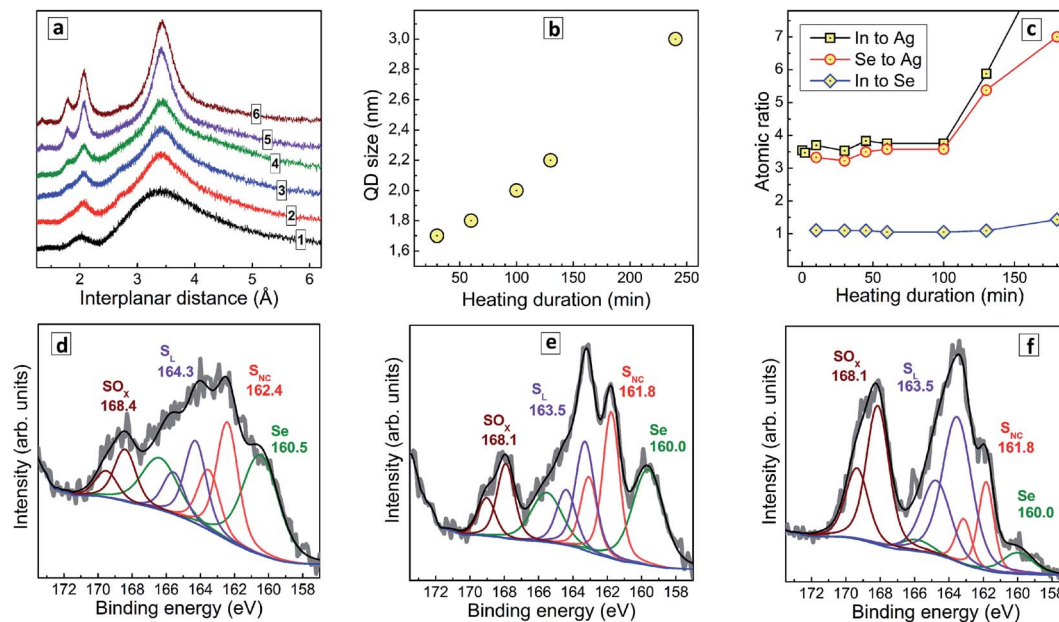 a
6
5
4
3
2
1
2 3 4 5 6
Interplanar distance (Å)
b
QD size (nm)
3,0
2,8
2,6
2,4
2,2
2,0
1,8
1,6
50 100 150 200 250
Heating duration (min)
c
In to Ag
Se to Ag
In to Se
Atomic ratio
7
6
5
4
3
2
1
0 50 100 150
Heating duration (min)
d
Intensity (arb. units)
SOX
168.4
SL
164.3
SNC
162.4
Se
160.5
172 170 168 166 164 162 160 158
Binding energy (eV)
e
Intensity (arb. units)
SOX
168.1
SL
163.5
SNC
161.8
Se
160.0
172 170 168 166 164 162 160 158
Binding energy (eV)
f
Intensity (arb. units)
SOX
168.1
SL
163.5
SNC
161.8
Se
160.0
172 170 168 166 164 162 160 158
Binding energy (eV)